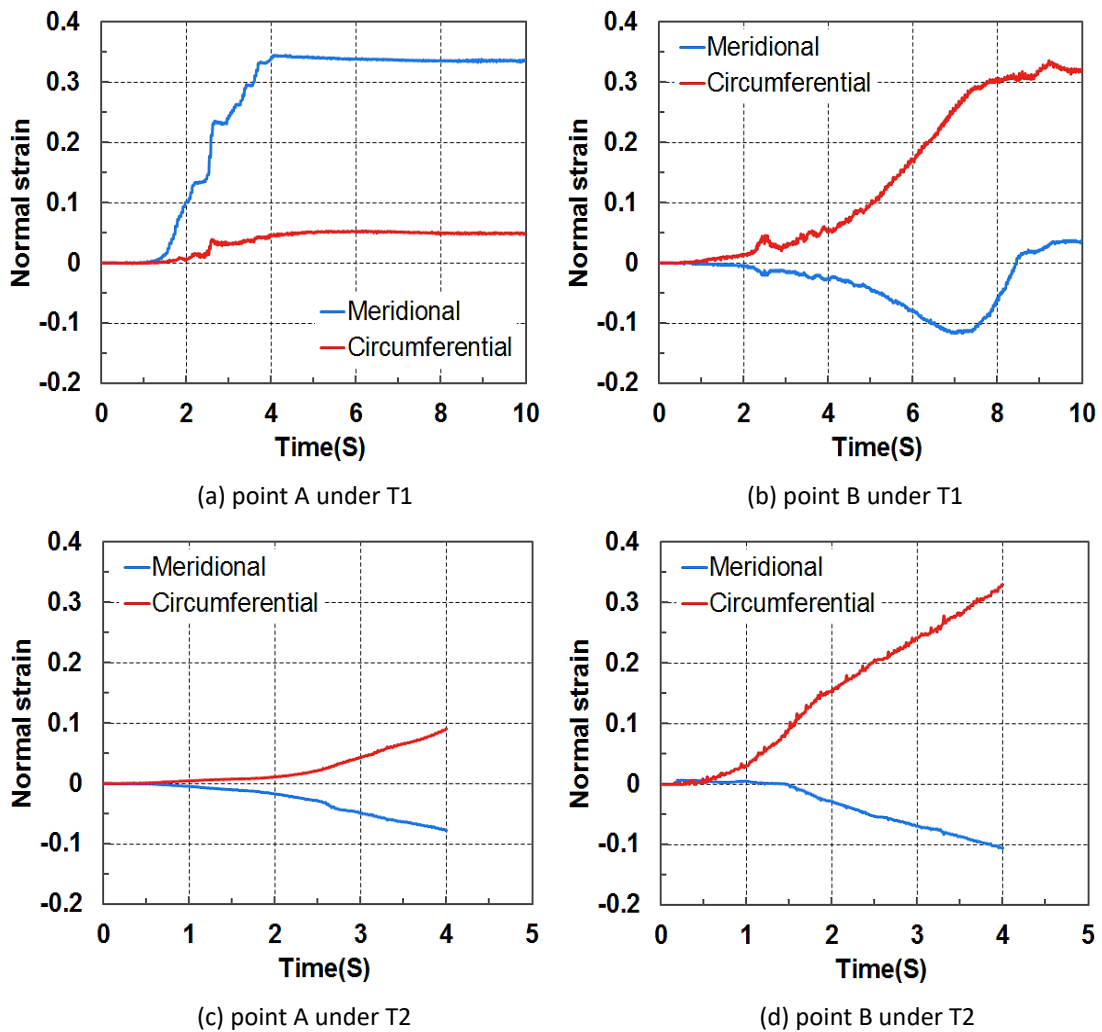 0.4
0.3
0.2
0.1
0
-0.1
-0.2
Normal strain
Meridional
Circumferential
0 2 4 6 8 10
Time(S)
(a) point A under T1
0.4
0.3
0.2
0.1
0
-0.1
-0.2
Normal strain
Meridional
Circumferential
0 2 4 6 8 10
Time(S)
(b) point B under T1
0.4
0.3
0.2
0.1
0
-0.1
-0.2
Normal strain
Meridional
Circumferential
0 1 2 3 4 5
Time(S)
(c) point A under T2
0.4
0.3
0.2
0.1
0
-0.1
-0.2
Normal strain
Meridional
Circumferential
0 1 2 3 4 5
Time(S)
(d) point B under T2